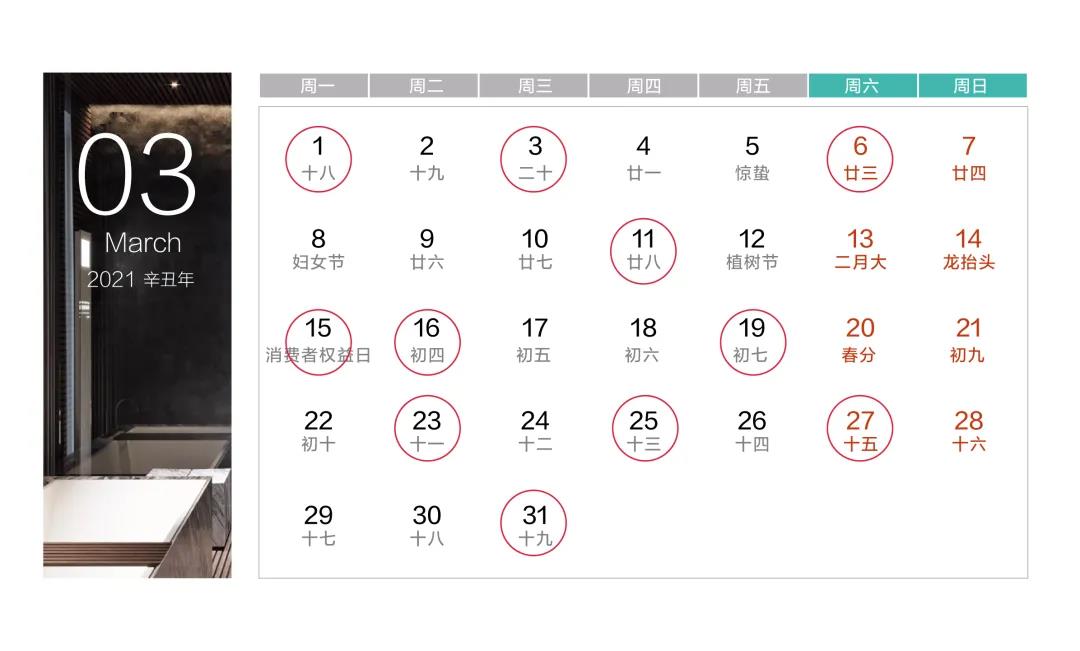 03
March
2021 辛丑年
周一 周二 周三 周四 周五 周六 周日
1 2 3 4 5 6 7
十八 十九 二十 廿一 惊蛰 廿三 廿四
8 9 10 11 12 13 14
妇女节 廿六 廿七 廿八 植树节 二月大 龙抬头
15 16 17 18 19 20 21
消费者权益日 初四 初五 初六 初七 春分 初九
22 23 24 25 26 27 28
初十 十一 十二 十三 十四 十五 十六
29 30 31
十七 十八 十九